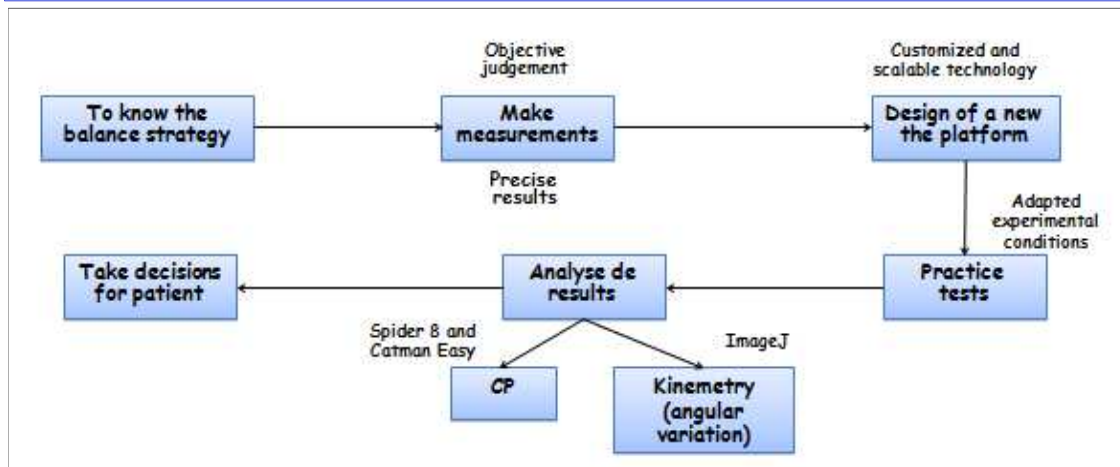 Objective
judgement
Customized and
scalable technology
To know the
balance strategy
Make
measurements
Design of a new
the platform
Precise
results
Adapted
experimental
conditions
Take decisions
for patient
Analyse de
results
Practice
tests
Spider 8 and
Catman Easy
ImageJ
CP
Kinemetry
(angular
variation)